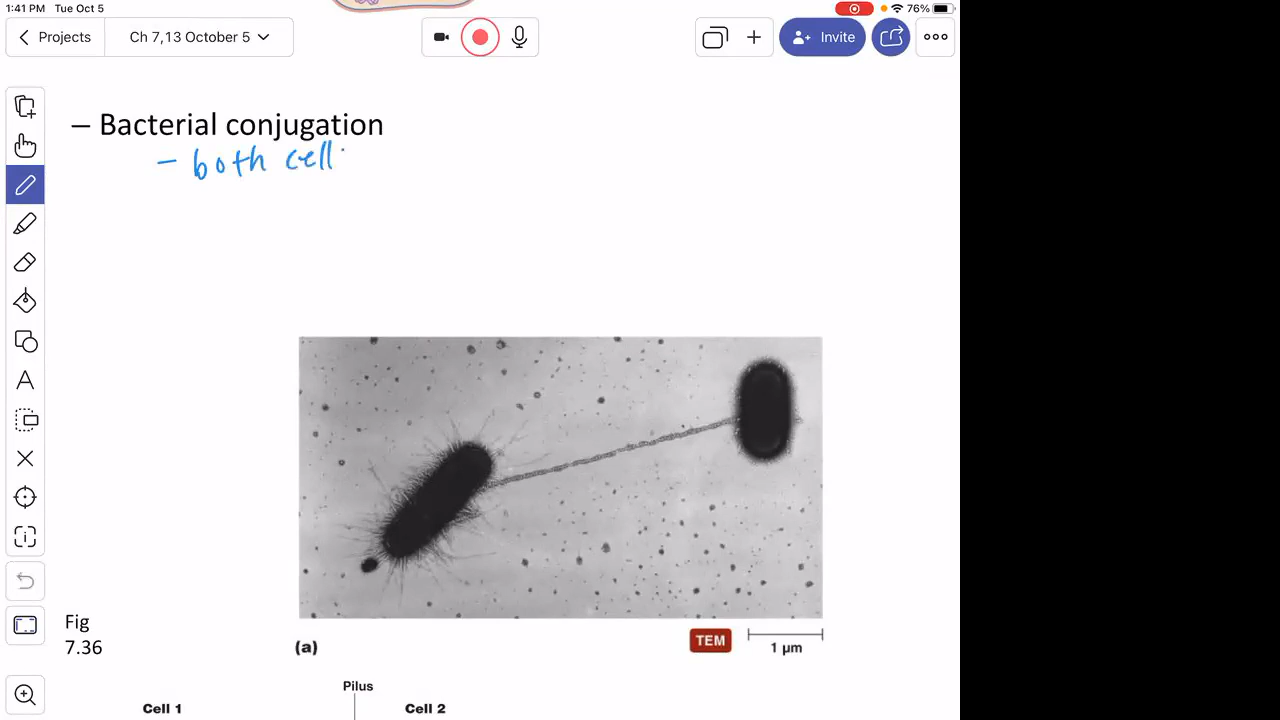 1:41 PM Tue Oct 5
76%
Projects
Ch 7,13 October 5
Invite
– Bacterial conjugation
– both cell
Fig
7.36
(a)
TEM
1 µm
Pilus
Cell 1
Cell 2